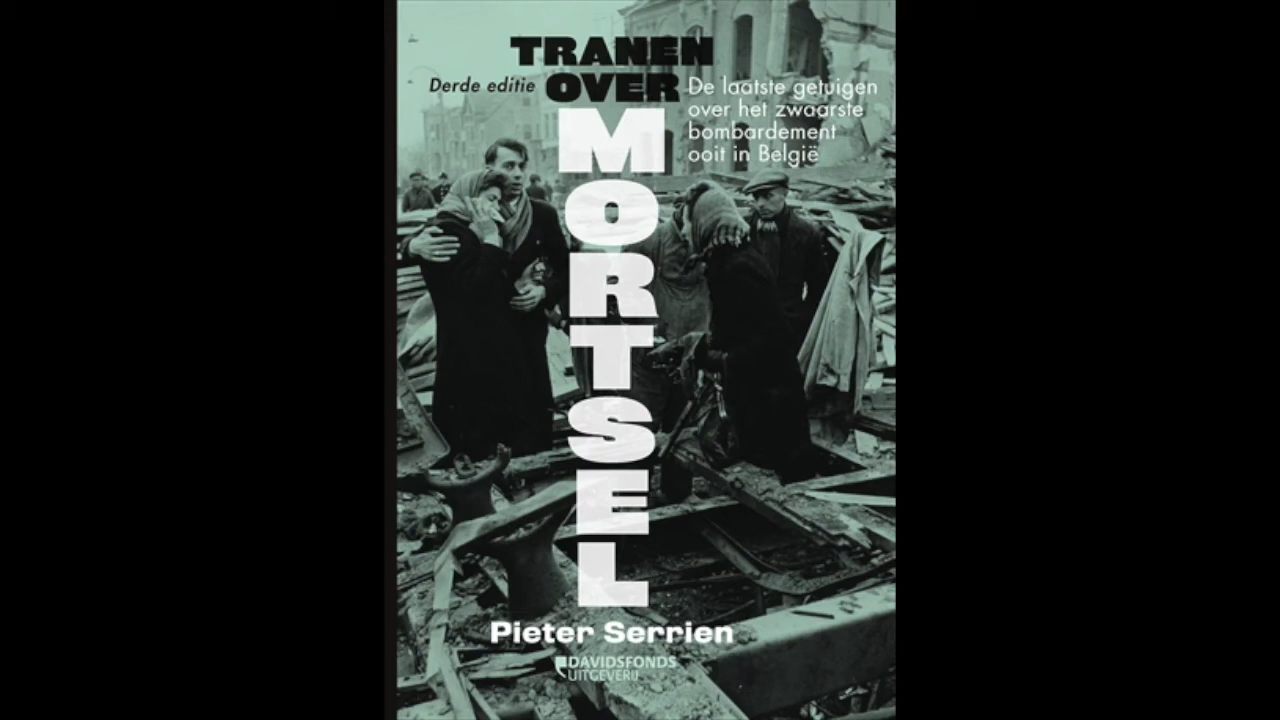 TRANEN
Derde editie
OVER
De laatste getuigen
over het zwaarste
bombardement
ooit in België
MORTSEL
Pieter Serrien
DAVIDSFONDS
UITGEVERIJ